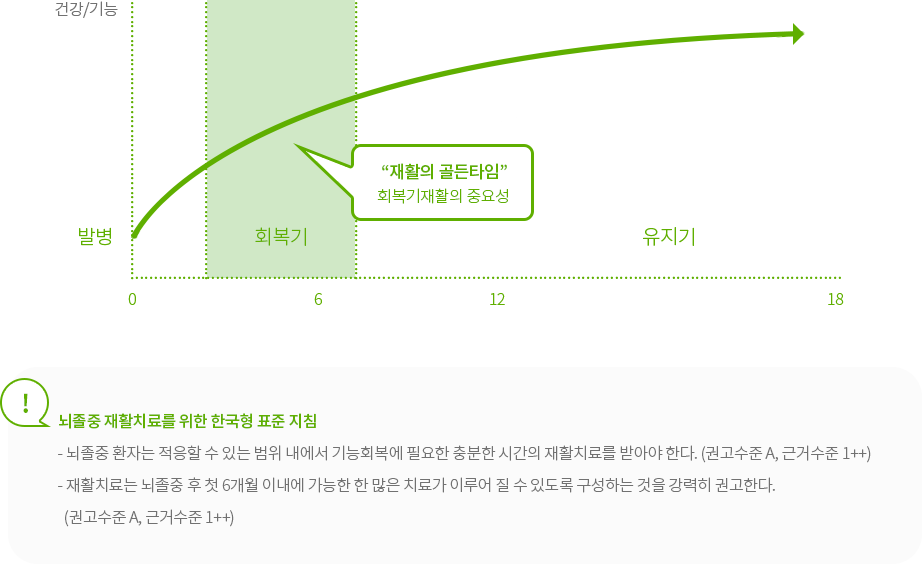 건강/기능
“재활의 골든타임”
회복기재활의 중요성
발병
회복기
유지기
0
6
12
18
!
뇌졸중 재활치료를 위한 한국형 표준 지침
- 뇌졸중 환자는 적응할 수 있는 범위 내에서 기능회복에 필요한 충분한 시간의 재활치료를 받아야 한다. (권고수준 A, 근거수준 1++)
- 재활치료는 뇌졸중 후 첫 6개월 이내에 가능한 한 많은 치료가 이루어 질 수 있도록 구성하는 것을 강력히 권고한다.
(권고수준 A, 근거수준 1++)